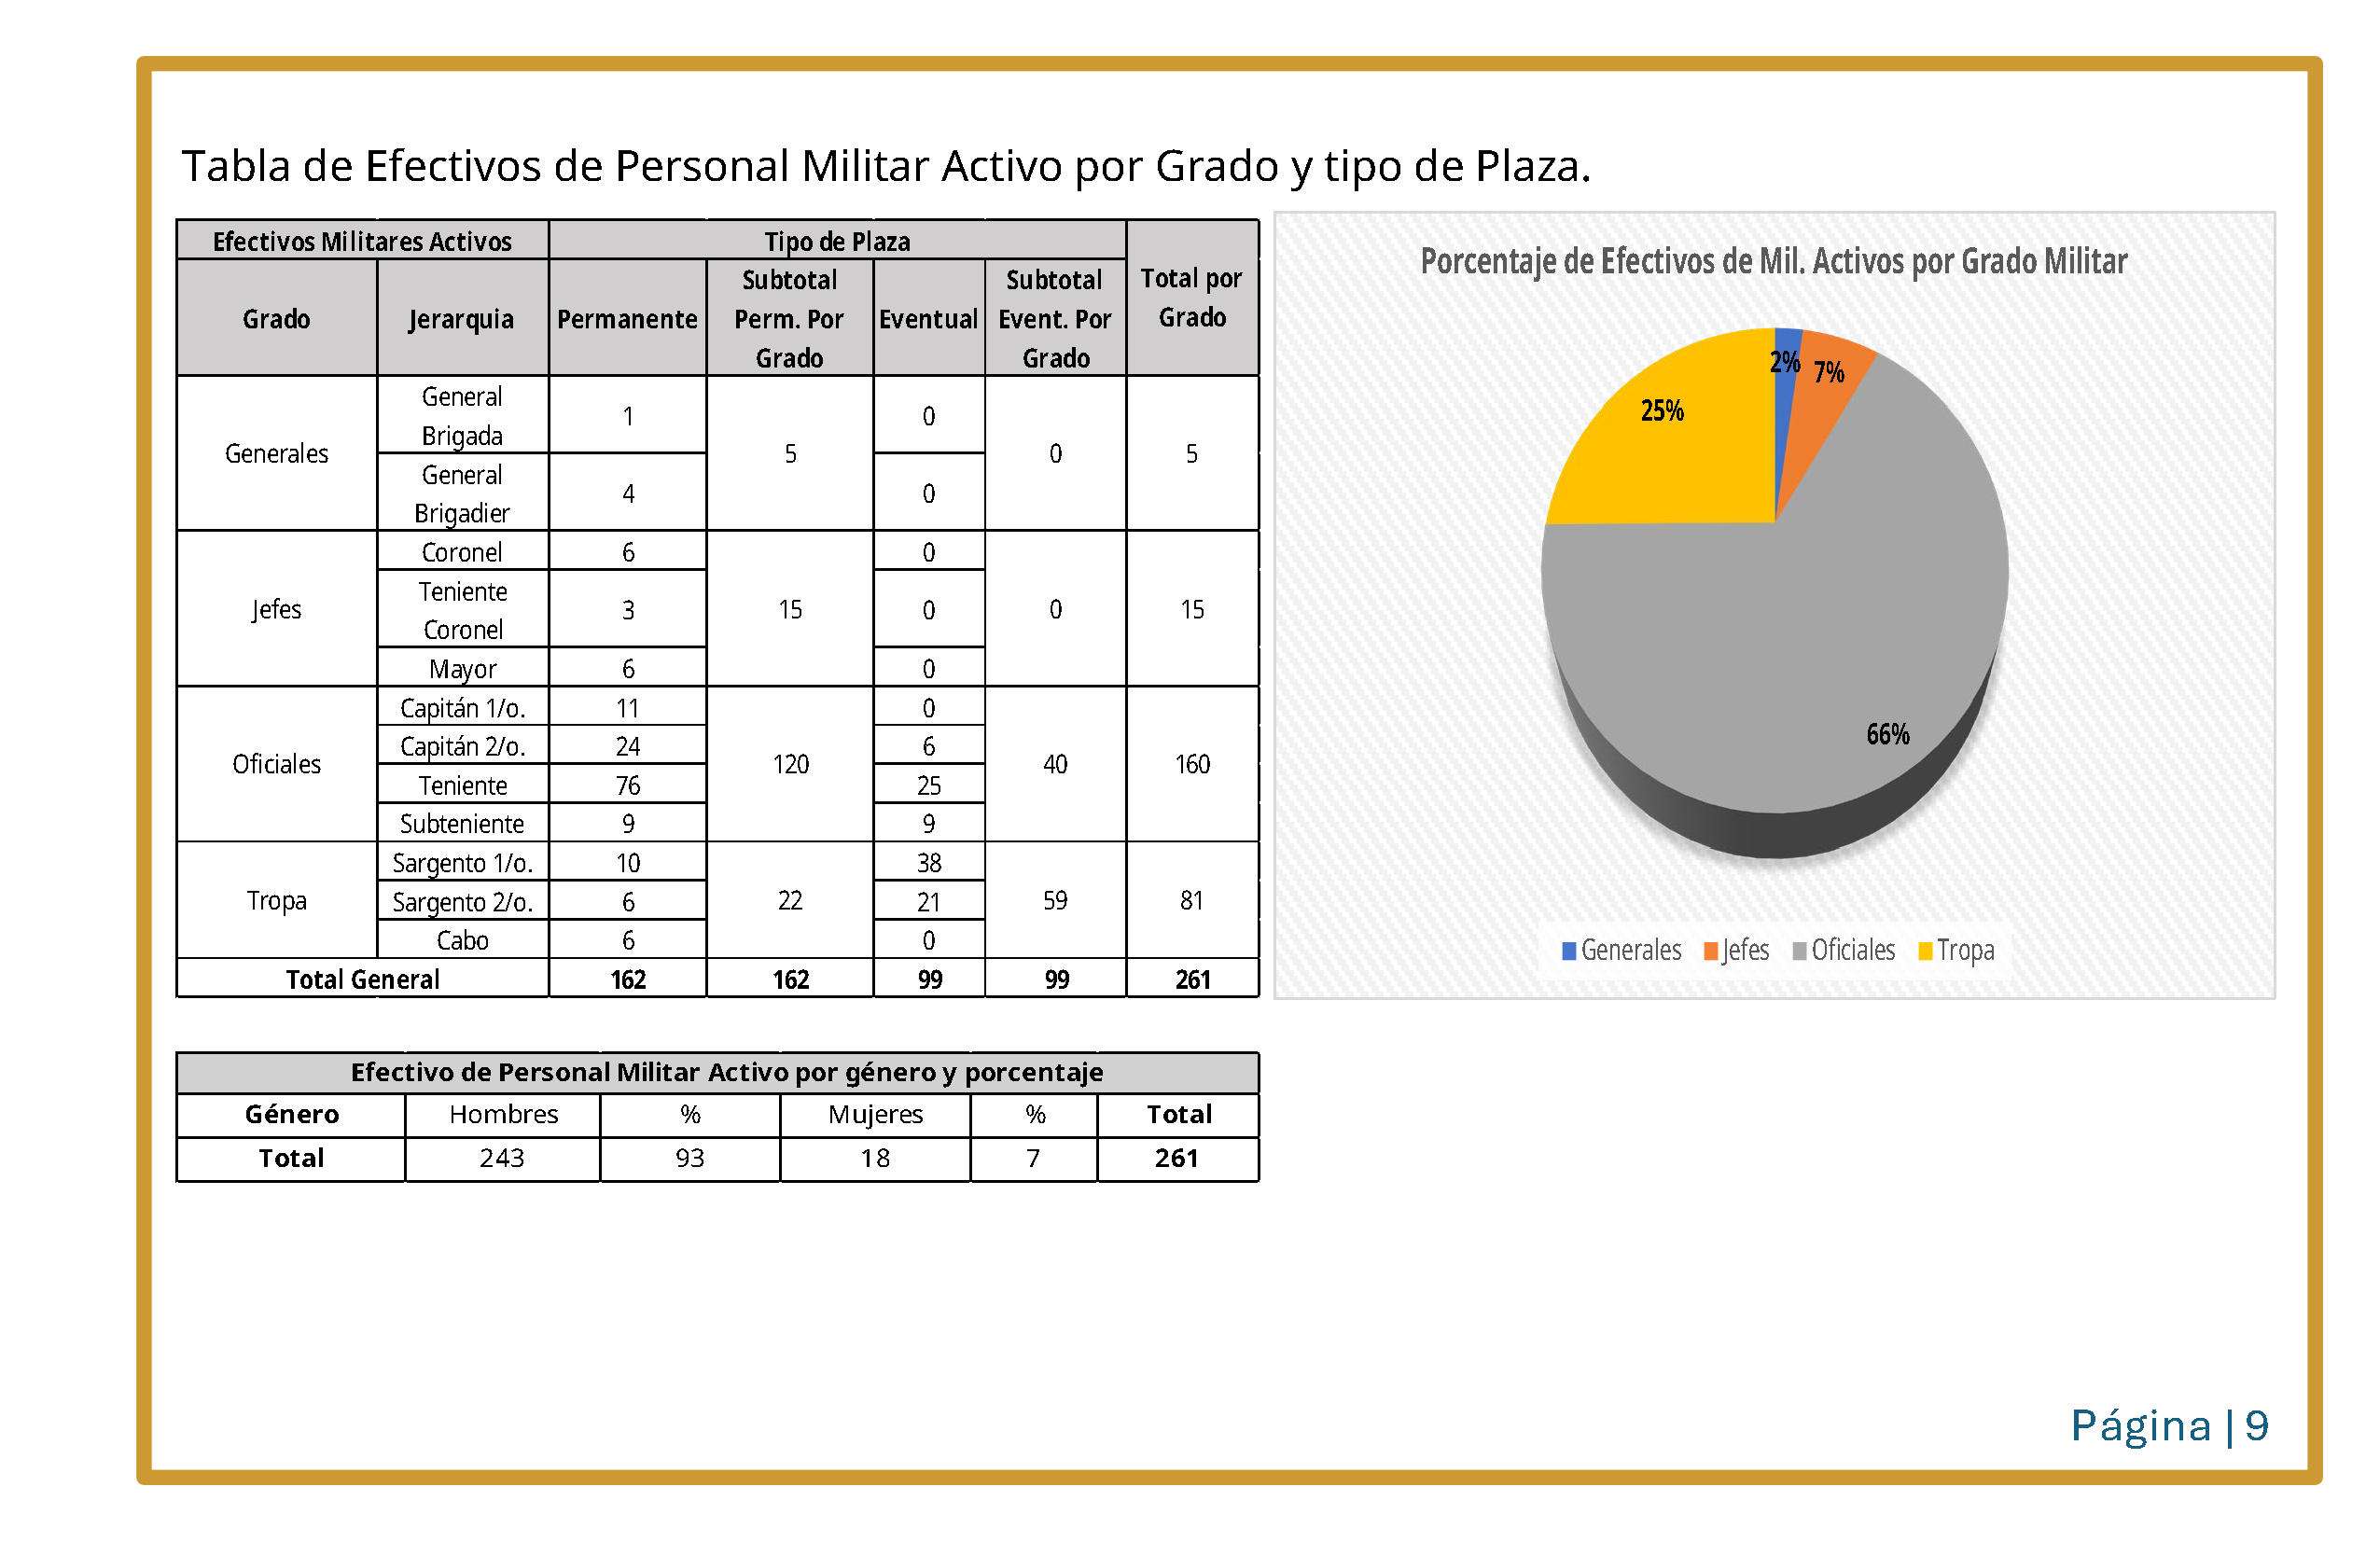 Tabla de Efectivos de Personal Militar Activo por Grado y tipo de Plaza.
Efectivos Militares Activos Tipo de Plaza Total por Grado
Grado Jerarquia Permanente Subtotal Perm. Por Grado Eventual Subtotal Event. Por Grado
Generales General Brigada 1 5 0 0 5
General Brigadier 4 0
Jefes Coronel 6 15 0 0 15
Teniente Coronel 3 0
Mayor 6 0
Oficiales Capitán 1/o. 11 120 0 40 160
Capitán 2/o. 24 6
Teniente 76 25
Subteniente 9 9
Tropa Sargento 1/o. 10 22 38 59 81
Sargento 2/o. 6 21
Cabo 6 0
Total General 162 162 99 99 261
Porcentaje de Efectivos de Mil. Activos por Grado Militar
2% 7%
25%
66%
Generales Jefes Oficiales Tropa
Efectivo de Personal Militar Activo por género y porcentaje
Género Hombres % Mujeres % Total
Total 243 93 18 7 261
Página | 9